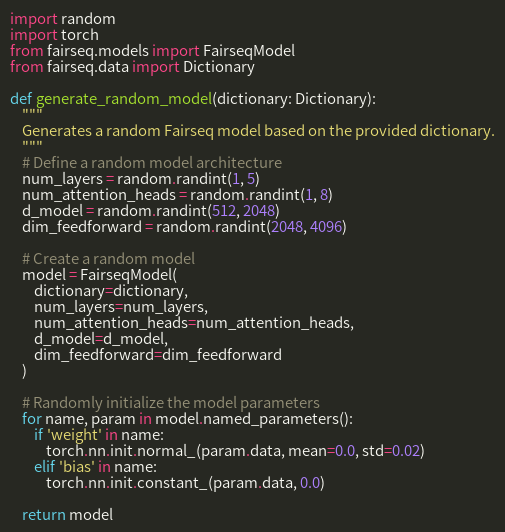 import random
import torch
from fairseq.models import FairseqModel
from fairseq.data import Dictionary

def generate_random_model(dictionary: Dictionary):
    """
    Generates a random Fairseq model based on the provided dictionary.
    """
    # Define a random model architecture
    num_layers = random.randint(1, 5)
    num_attention_heads = random.randint(1, 8)
    d_model = random.randint(512, 2048)
    dim_feedforward = random.randint(2048, 4096)

    # Create a random model
    model = FairseqModel(
        dictionary=dictionary,
        num_layers=num_layers,
        num_attention_heads=num_attention_heads,
        d_model=d_model,
        dim_feedforward=dim_feedforward
    )

    # Randomly initialize the model parameters
    for name, param in model.named_parameters():
        if 'weight' in name:
            torch.nn.init.normal_(param.data, mean=0.0, std=0.02)
        elif 'bias' in name:
            torch.nn.init.constant_(param.data, 0.0)

    return model